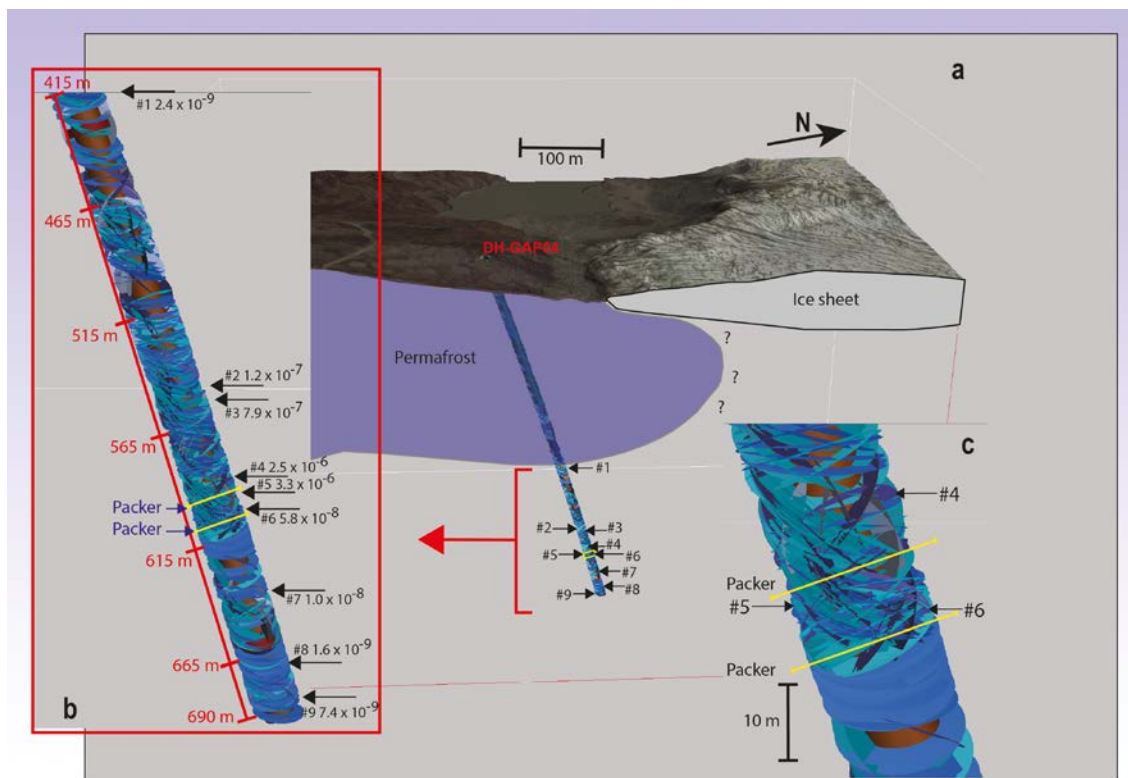 a
N
100 m
DH-GAP04
Ice sheet
Permafrost
?
?
?
#1
#2
#3
#4
#5
#6
#7
#8
#9
415 m
#1 2.4 x 10-9
465 m
515 m
#2 1.2 x 10-7
#3 7.9 x 10-7
565 m
#4 2.5 x 10-6
#5 3.3 x 10-6
Packer
#6 5.8 x 10-8
Packer
615 m
#7 1.0 x 10-8
#8 1.6 x 10-9
665 m
#9 7.4 x 10-9
690 m
b
c
#4
Packer
#5
#6
Packer
10 m